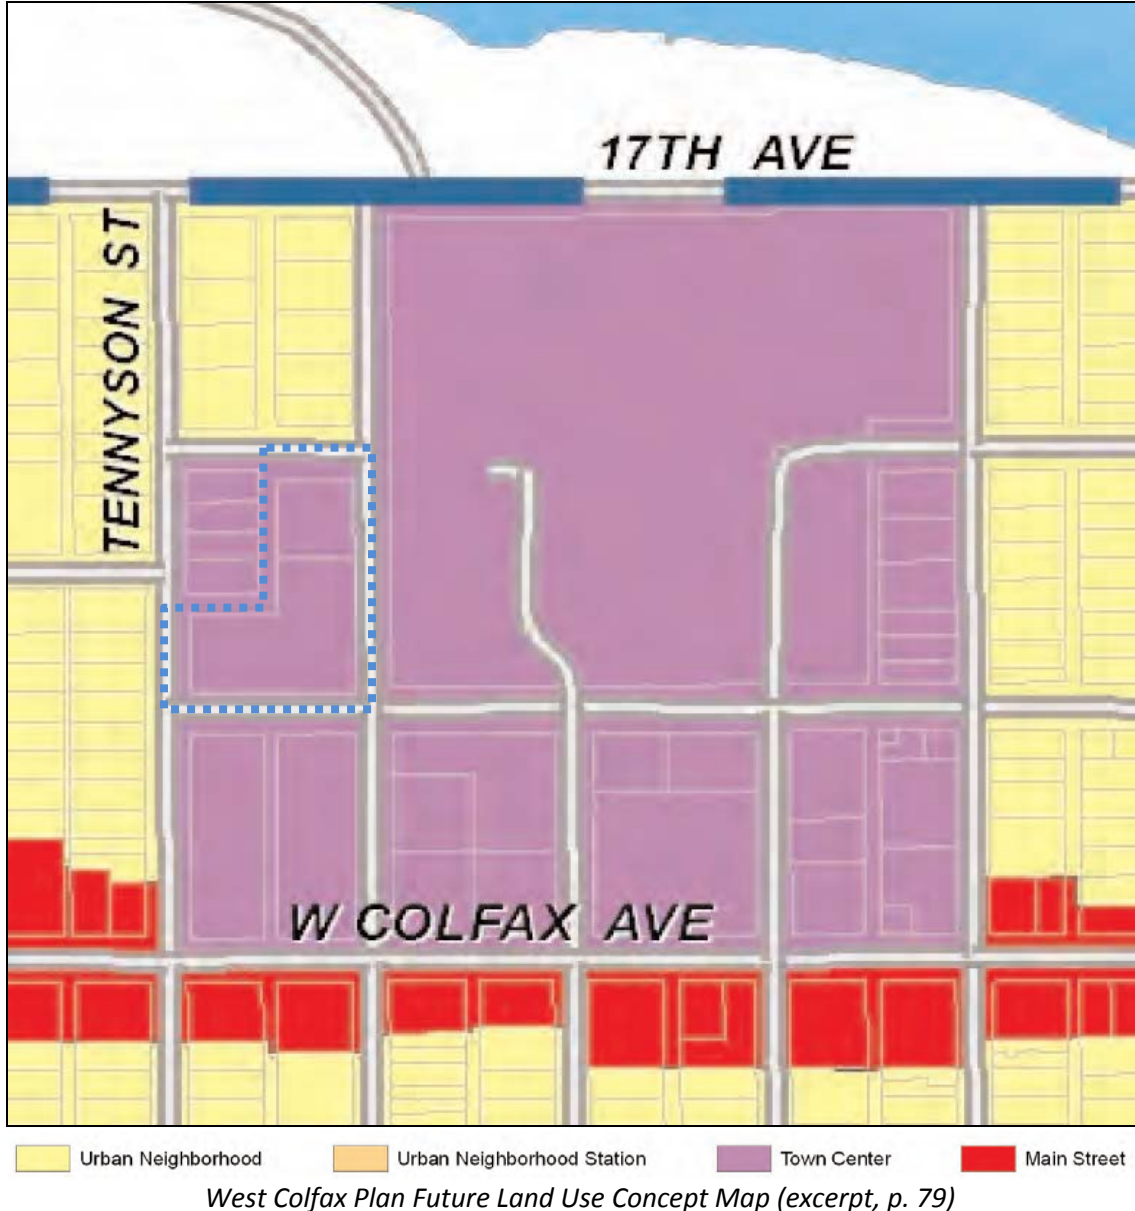 17TH AVE
TENNYSON ST
W COLFAX AVE
Urban Neighborhood
Urban Neighborhood Station
Town Center
Main Street
West Colfax Plan Future Land Use Concept Map (excerpt, p. 79)